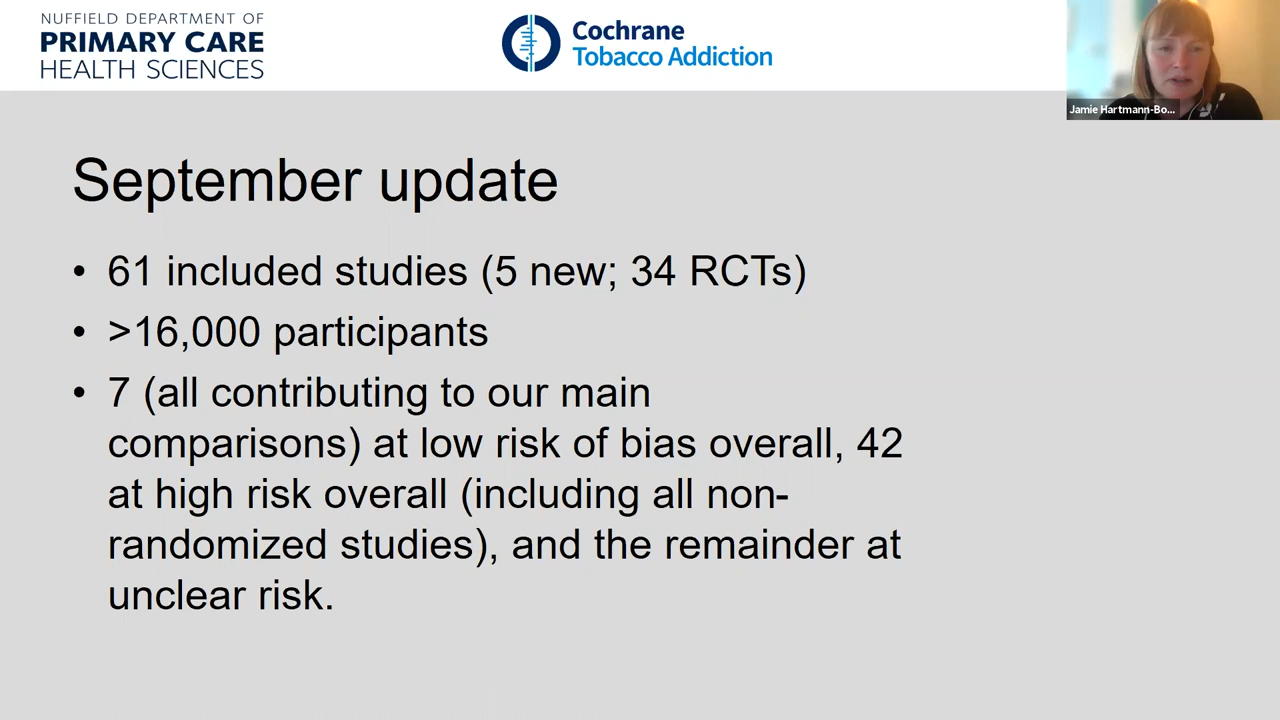 NUFFIELD DEPARTMENT OF
PRIMARY CARE
HEALTH SCIENCES
Cochrane
Tobacco Addiction
Jamie Hartmann-Bo...
September update
• 61 included studies (5 new; 34 RCTs)
• >16,000 participants
• 7 (all contributing to our main
comparisons) at low risk of bias overall, 42
at high risk overall (including all non-
randomized studies), and the remainder at
unclear risk.